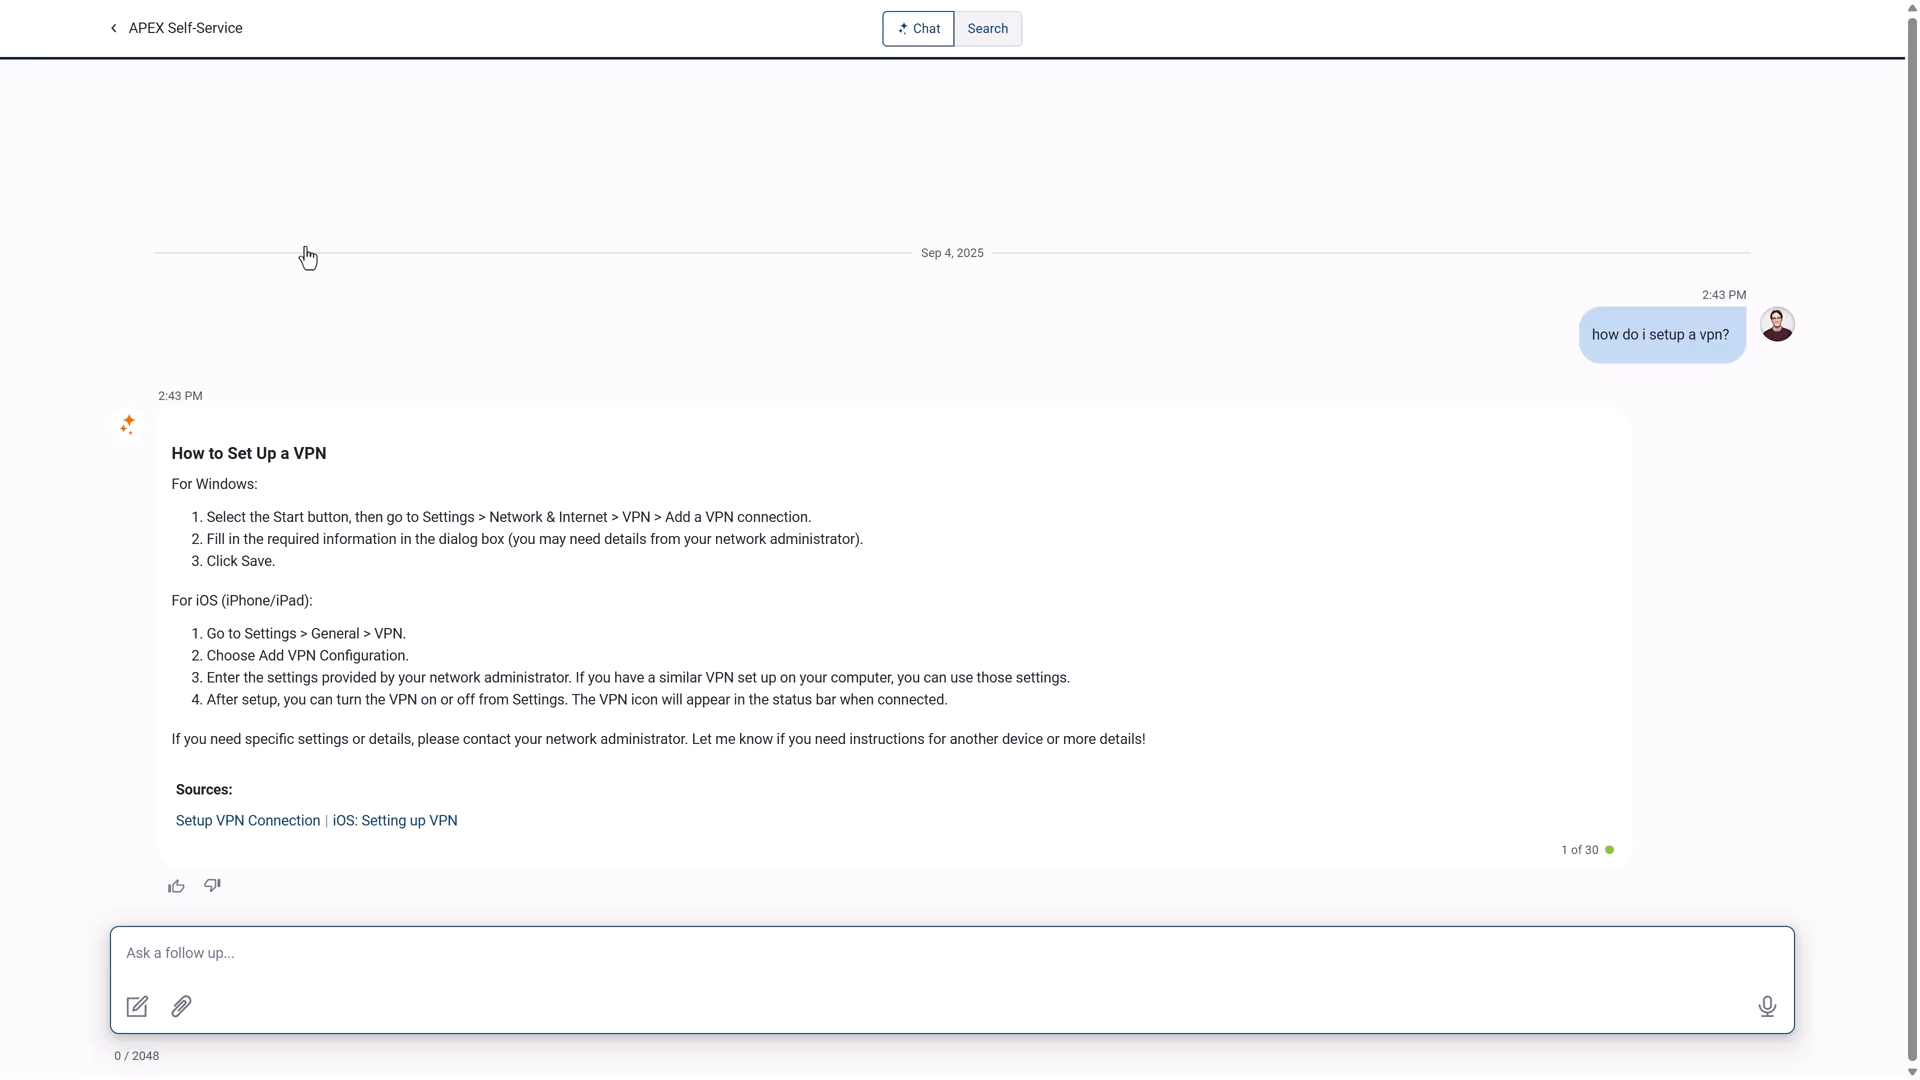 APEX Self-Service
Chat
Search
Sep 4, 2025
2:43 PM
how do i setup a vpn?
2:43 PM
How to Set Up a VPN
For Windows:
1. Select the Start button, then go to Settings > Network & Internet > VPN > Add a VPN connection.
2. Fill in the required information in the dialog box (you may need details from your network administrator).
3. Click Save.
For iOS (iPhone/iPad):
1. Go to Settings > General > VPN.
2. Choose Add VPN Configuration.
3. Enter the settings provided by your network administrator. If you have a similar VPN set up on your computer, you can use those settings.
4. After setup, you can turn the VPN on or off from Settings. The VPN icon will appear in the status bar when connected.
If you need specific settings or details, please contact your network administrator. Let me know if you need instructions for another device or more details!
Sources:
Setup VPN Connection | iOS: Setting up VPN
1 of 30
Ask a follow up...
0 / 2048